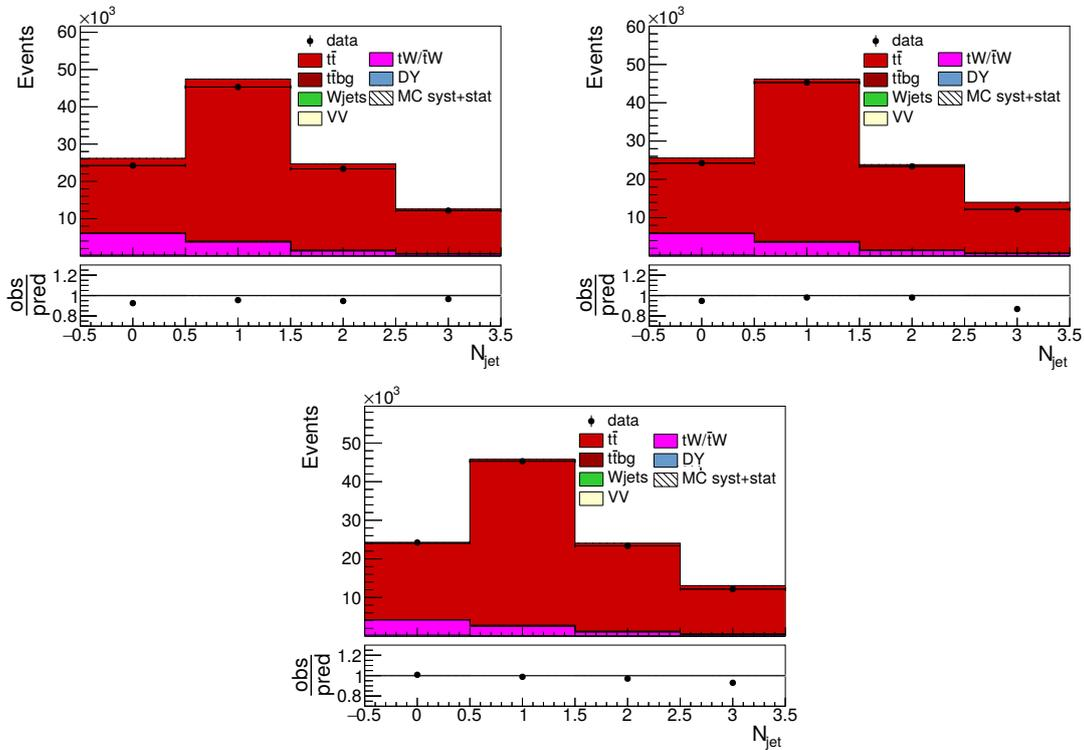 ×10³
Events
60
50
40
30
20
10
data
tt̄
tW/t̄W
tt̄bg
DY
Wjets
MC syst+stat
VV
obs
pred
1.2
1
0.8
−0.5 0 0.5 1 1.5 2 2.5 3 3.5
N_jet
×10³
Events
60
50
40
30
20
10
data
tt̄
tW/t̄W
tt̄bg
DY
Wjets
MC syst+stat
VV
obs
pred
1.2
1
0.8
−0.5 0 0.5 1 1.5 2 2.5 3 3.5
N_jet
×10³
Events
50
40
30
20
10
data
tt̄
tW/t̄W
tt̄bg
DY
Wjets
MC syst+stat
VV
obs
pred
1.2
1
0.8
−0.5 0 0.5 1 1.5 2 2.5 3 3.5
N_jet